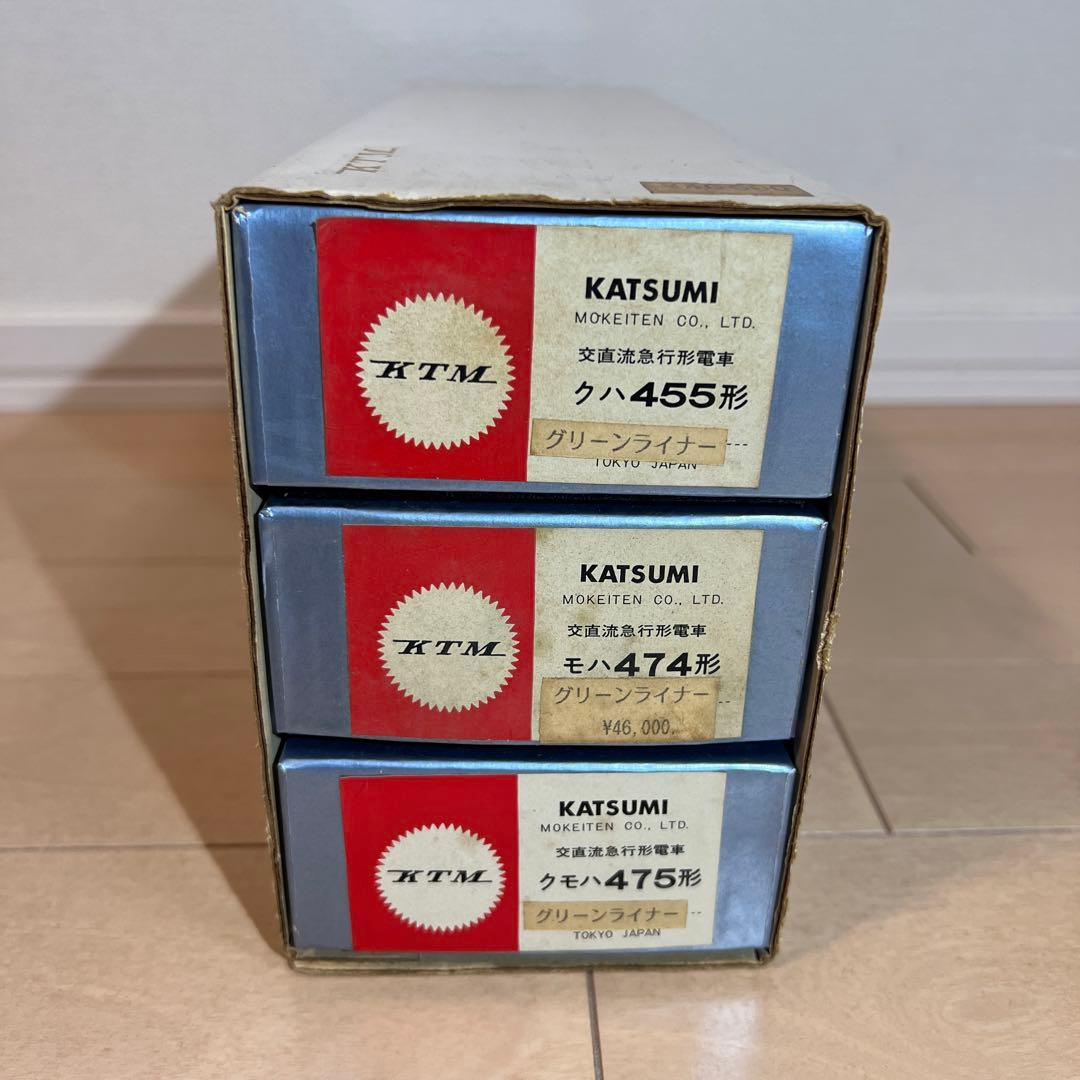 KTM
KTM
KATSUMI
MOKEITEN CO., LTD.
交直流急行形電車
クハ455形
グリーンライナー
TOKYO JAPAN
KTM
KATSUMI
MOKEITEN CO., LTD.
交直流急行形電車
モハ474形
グリーンライナー
¥46,000.
KTM
KATSUMI
MOKEITEN CO., LTD.
交直流急行形電車
クモハ475形
グリーンライナー
TOKYO JAPAN